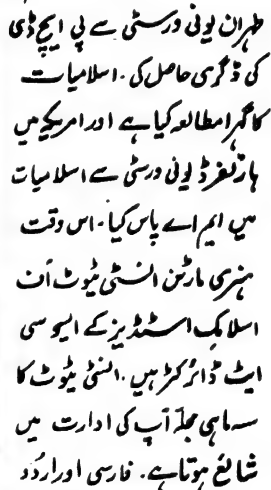 طہران یونی ورسٹی سے پی ایچ ڈی
کی ڈگری حاصل کی۔ اسلامیات
کا گہرا مطالعہ کیا ہے اور امریکہ میں
ہارٹفرڈ یونی ورسٹی سے اسلامیات
میں ایم اے پاس کیا۔ اس وقت
ہنری مارٹن انسٹی ٹیوٹ آف
اسلامک اسٹڈیز کے ایسوسی
ایٹ ڈائرکٹر ہیں۔ انسٹی ٹیوٹ کا
سہ ماہی مجلّہ آپ کی ادارت میں
شائع ہوتا ہے۔ فارسی اور اردو